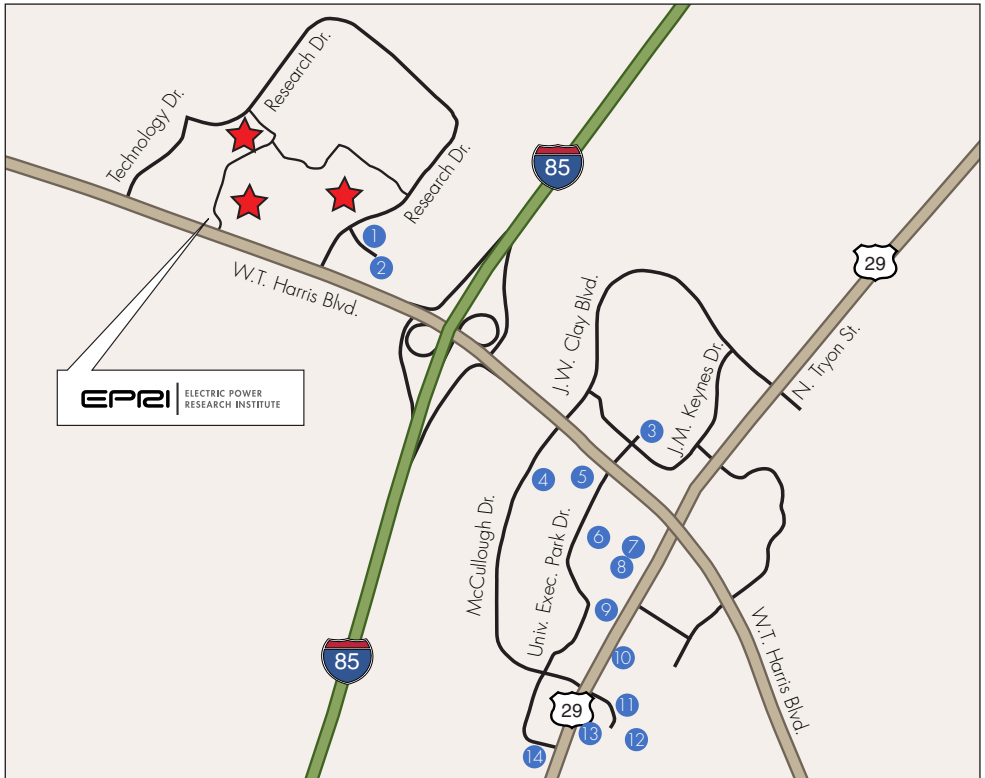 Research Dr.
Technology Dr.
Research Dr.
85
1
2
W.T. Harris Blvd.
29
EPRI | ELECTRIC POWER
RESEARCH INSTITUTE
J.W. Clay Blvd.
J.M. Keynes Dr.
N. Tryon St.
3
4
5
McCullough Dr.
Univ. Exec. Park Dr.
6
7
8
9
10
W.T. Harris Blvd.
85
29
11
12
13
14